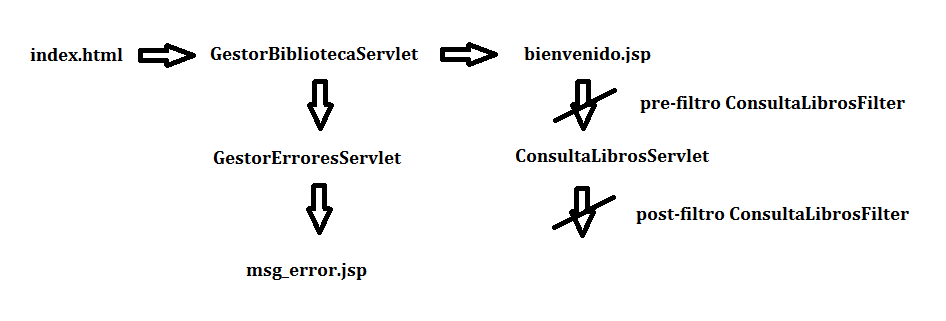 index.html
GestorBibliotecaServlet
bienvenido.jsp
pre-filtro ConsultaLibrosFilter
GestorErroresServlet
ConsultaLibrosServlet
post-filtro ConsultaLibrosFilter
msg_error.jsp